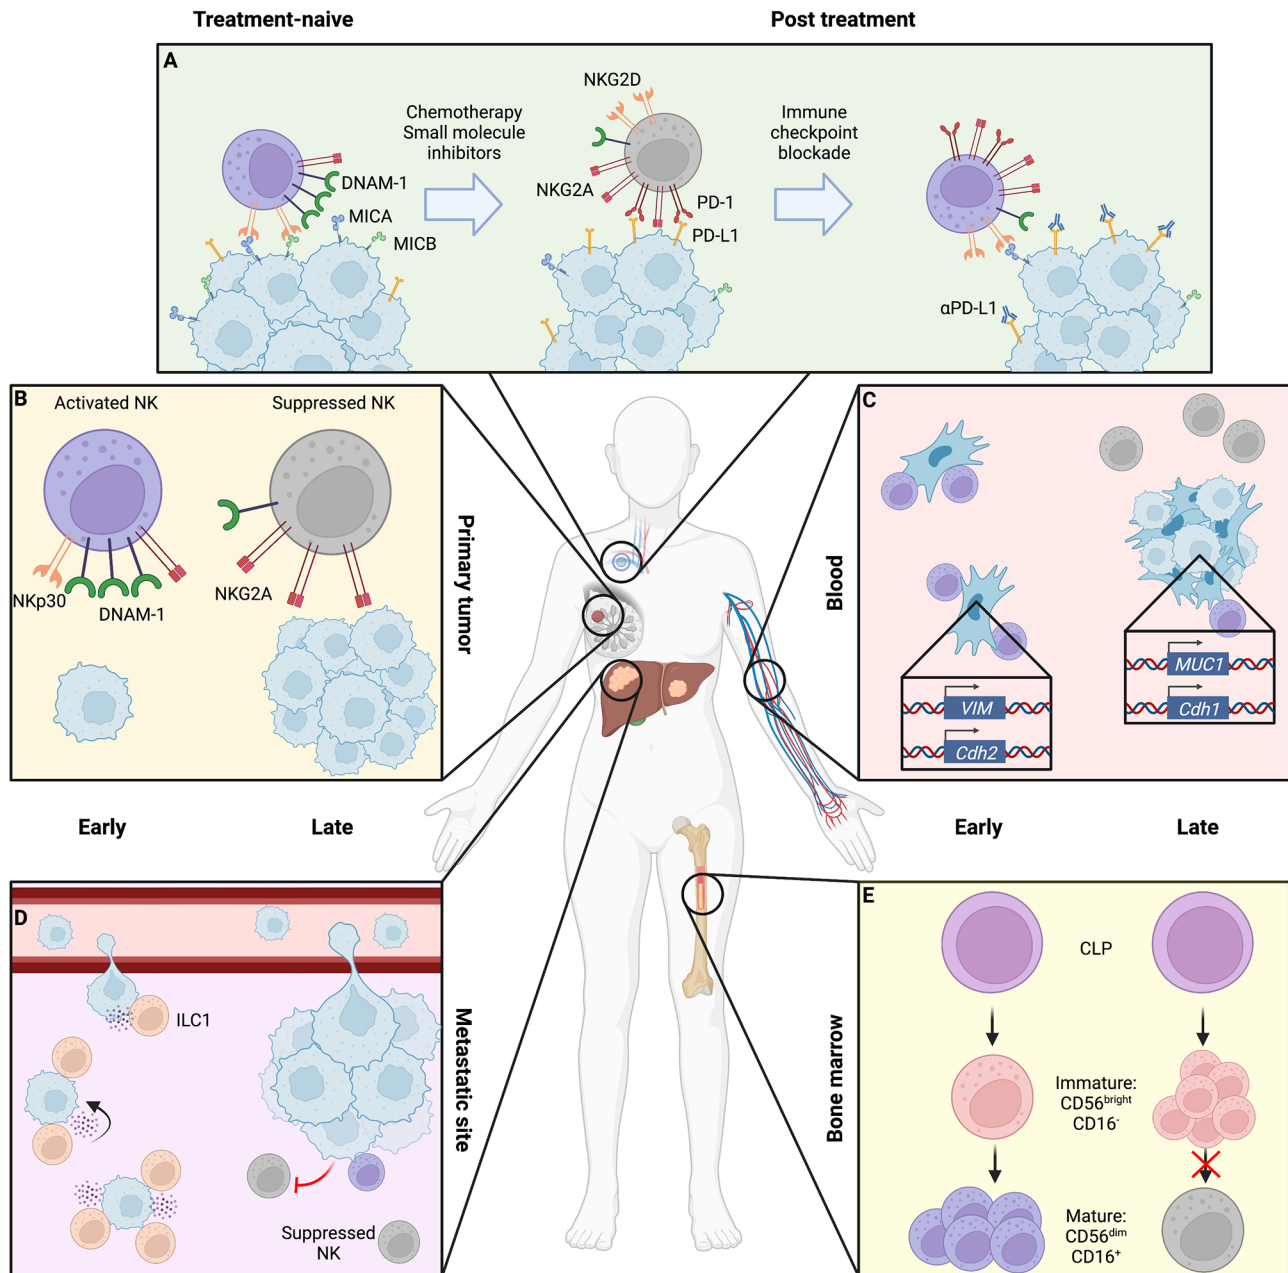 Treatment-naive
Post treatment
A
Chemotherapy
Small molecule
inhibitors
NKG2D
Immune
checkpoint
blockade
DNAM-1
MICA
MICB
NKG2A
PD-1
PD-L1
αPD-L1
B
Activated NK
Suppressed NK
NKp30
DNAM-1
NKG2A
Primary tumor
C
Blood
VIM
Cdh2
MUC1
Cdh1
Early
Late
D
ILC1
Suppressed
NK
Metastatic site
Early
Late
E
CLP
Immature:
CD56bright
CD16-
Mature:
CD56dim
CD16+
Bone marrow